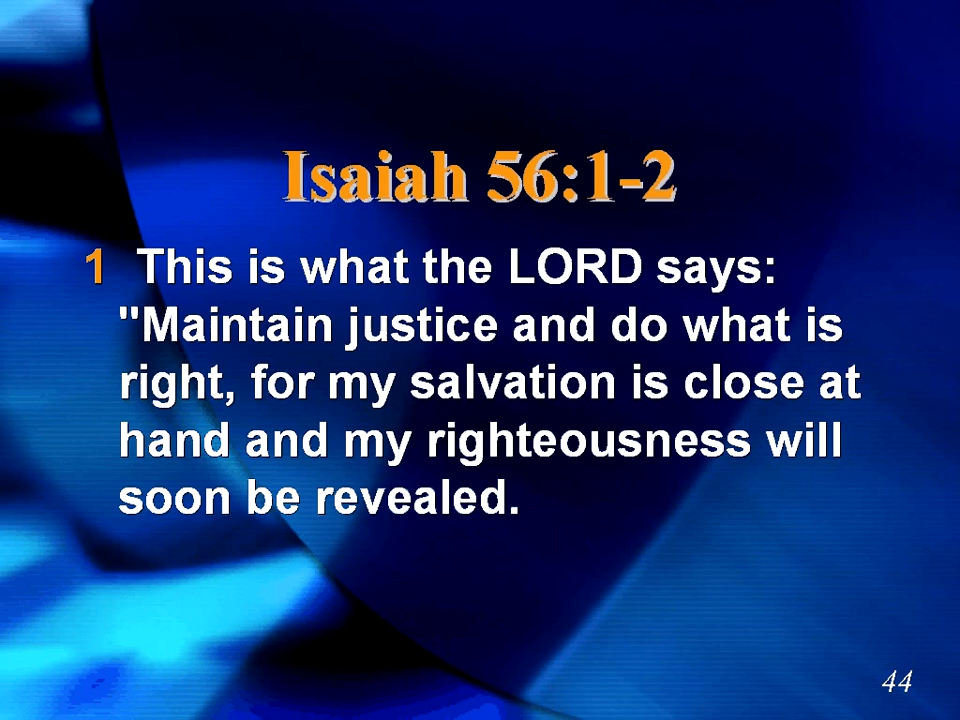 Isaiah 56:1-2
1 This is what the LORD says:
"Maintain justice and do what is
right, for my salvation is close at
hand and my righteousness will
soon be revealed.
44